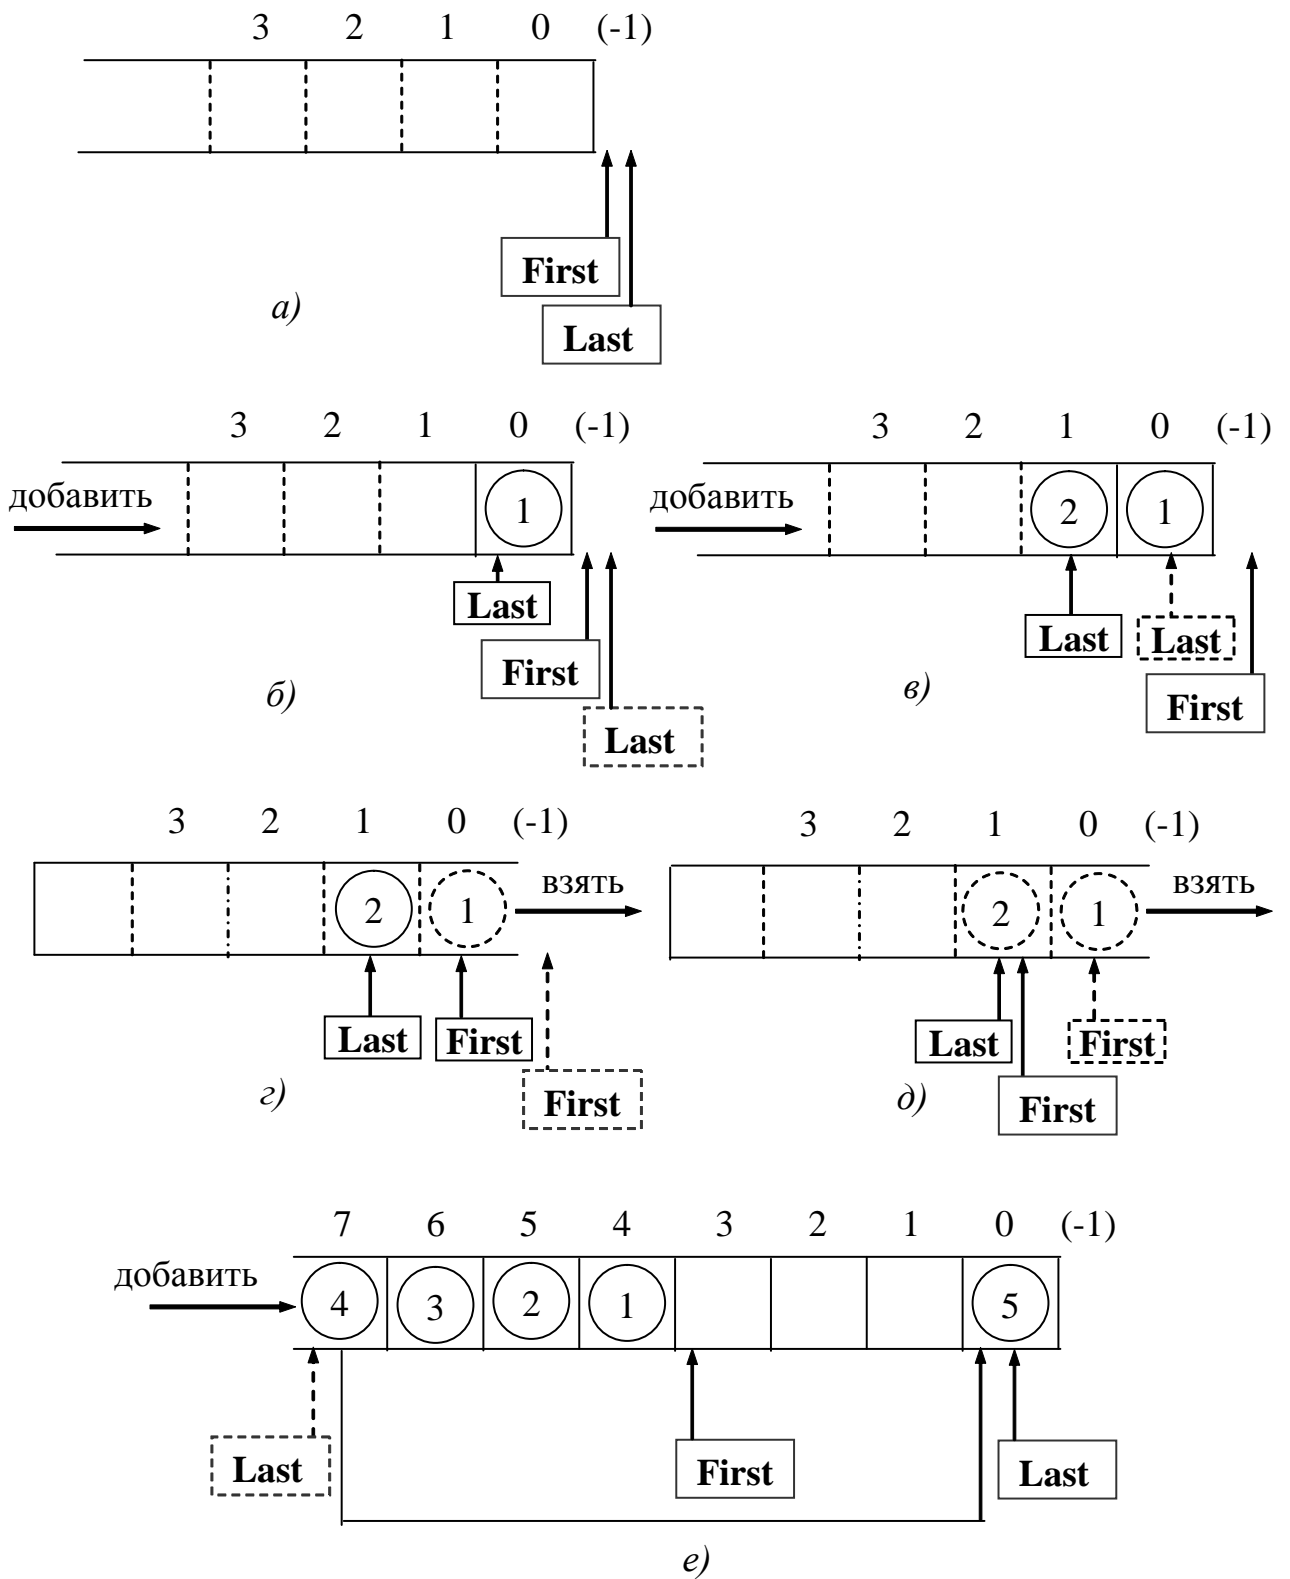 3 2 1 0 (-1)
First
а)
Last
3 2 1 0 (-1)
добавить
1
Last
First
б)
Last
3 2 1 0 (-1)
добавить
2 1
Last Last
в)
First
3 2 1 0 (-1)
2 1 взять
Last First
г)
First
3 2 1 0 (-1)
2 1 взять
Last First
д)
First
7 6 5 4 3 2 1 0 (-1)
добавить
4 3 2 1 5
Last First Last
е)